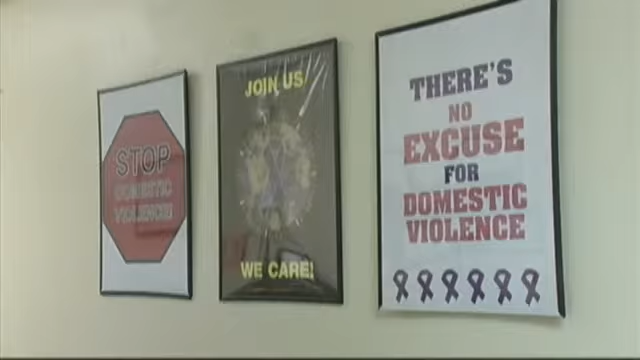 STOP
DOMESTIC
VIOLENCE!
JOIN US
WE CARE!
THERE'S
NO
EXCUSE
FOR
DOMESTIC
VIOLENCE